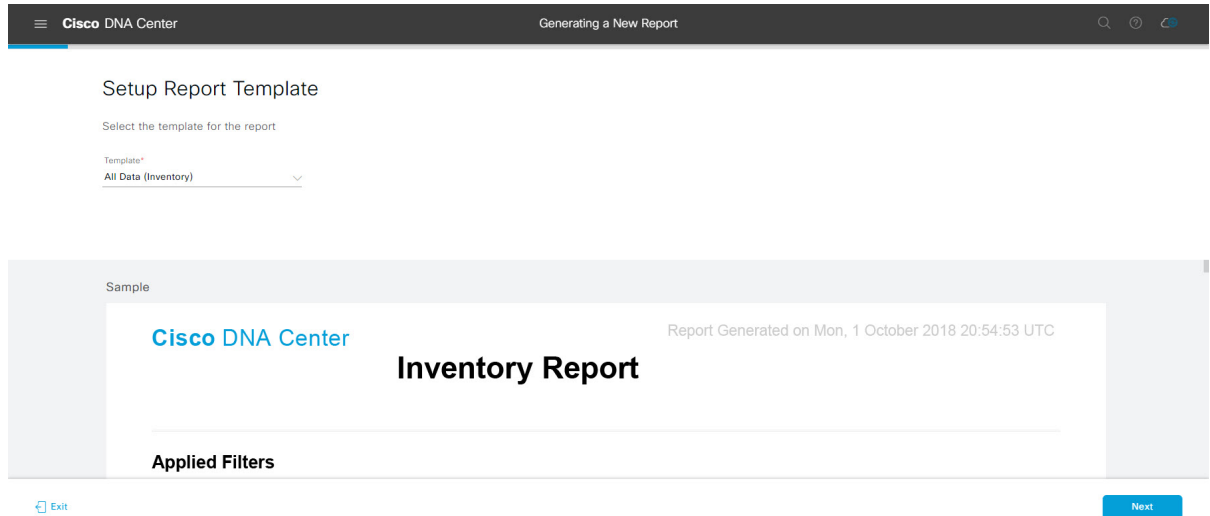 Cisco DNA Center
Generating a New Report
Setup Report Template
Select the template for the report
Template*
All Data (Inventory)
Sample
Cisco DNA Center
Report Generated on Mon, 1 October 2018 20:54:53 UTC
Inventory Report
Applied Filters
Exit
Next